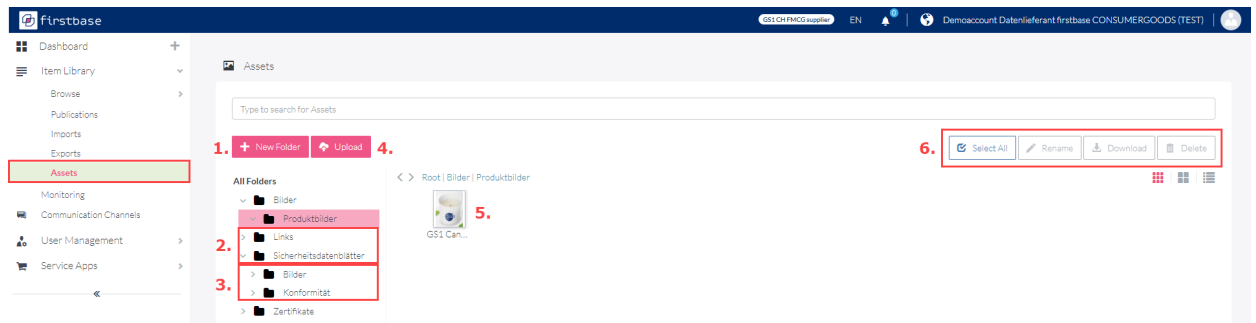 firstbase
GS1 CH FMCG supplier
EN
0
Demoaccount Datenlieferant firstbase CONSUMERGOODS (TEST)
Dashboard
Item Library
Browse
Publications
Imports
Exports
Assets
Monitoring
Communication Channels
User Management
Service Apps
Assets
Type to search for Assets
1.
New Folder
Upload
4.
6.
Select All
Rename
Download
Delete
All Folders
Bilder
Produktbilder
2.
Links
Sicherheitsdatenblätter
3.
Bilder
Konformität
Zertifikate
Root | Bilder | Produktbilder
5.
GS1 Can...